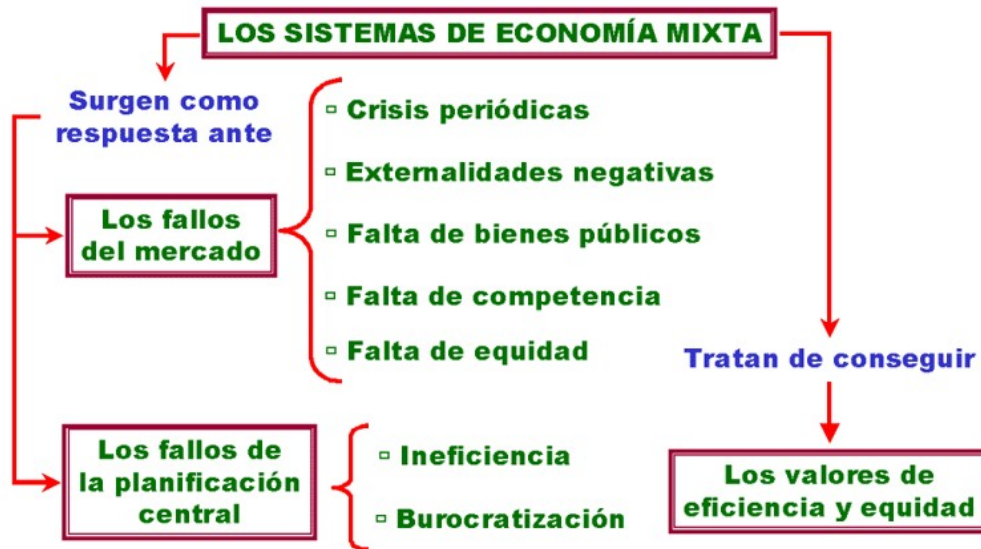 LOS SISTEMAS DE ECONOMÍA MIXTA
Surgen como
respuesta ante
Los fallos
del mercado
▫ Crisis periódicas
▫ Externalidades negativas
▫ Falta de bienes públicos
▫ Falta de competencia
▫ Falta de equidad
Los fallos de
la planificación
central
▫ Ineficiencia
▫ Burocratización
Tratan de conseguir
Los valores de
eficiencia y equidad